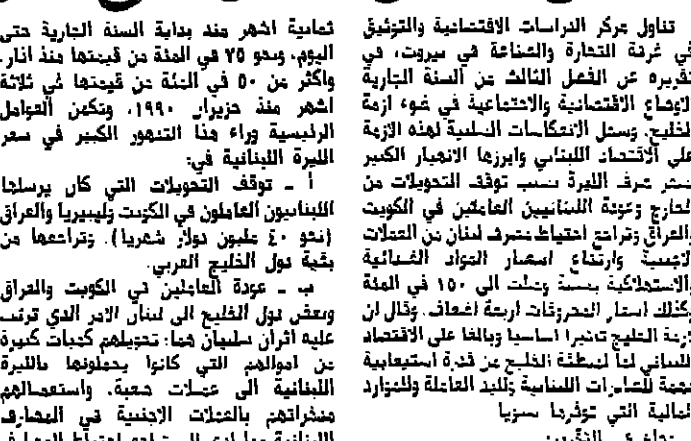 تناول مركز الدراسات الاقتصادية والتوثيق
في غرفة التجارة والصناعة في بيروت، في
تقريره عن الفصل الثالث من السنة الجارية
الاوضاع الاقتصادية والاجتماعية في ضوء ازمة
الخليج. وسبل الانعكاسات السلبية لهذه الازمة
على الاقتصاد اللبناني وابرزها الانهيار الكبير
سعر صرف الليرة بسبب توقف التحويلات من
الخارج وعودة اللبنانيين العاملين في الكويت
والعراق وتراجع احتياط مصرف لبنان من العملات
الاجنبية وارتفاع اسعار المواد الغذائية
والاستهلاكية بنسبة وصلت الى ١٥٠ في المئة
وكذلك اسعار المحروقات اربعة اضعاف. وقال ان
لازمة الخليج تاثيرا اساسيا وبالغا على الاقتصاد
اللبناني لما لمنطقة الخليج من قدرة استيعابية
مهمة للصادرات اللبنانية ولليد العاملة وللموارد
المالية التي توفرها سنويا
التقرير:
ثمانية اشهر منذ بداية السنة الجارية حتى
اليوم، ونحو ٢٥ في المئة من قيمتها منذ اذار.
واكثر من ٥٠ في المئة من قيمتها في ثلاثة
اشهر منذ حزيران ١٩٩٠. وتكمن العوامل
الرئيسية وراء هذا التدهور الكبير في سعر
الليرة اللبنانية في:
أ - توقف التحويلات التي كان يرسلها
اللبنانيون العاملون في الكويت وليبيريا والعراق
(نحو ٤٠ مليون دولار شهريا). وتراجعها من
بقية دول الخليج العربي.
ب - عودة العاملين في الكويت والعراق
وبعض دول الخليج الى لبنان الامر الذي ترتب
عليه اثران سلبيان هما: تحويلهم كميات كبيرة
من اموالهم التي كانوا يحملونها بالليرة
اللبنانية الى عملات صعبة. واستعمالهم
مدخراتهم بالعملات الاجنبية في المصارف